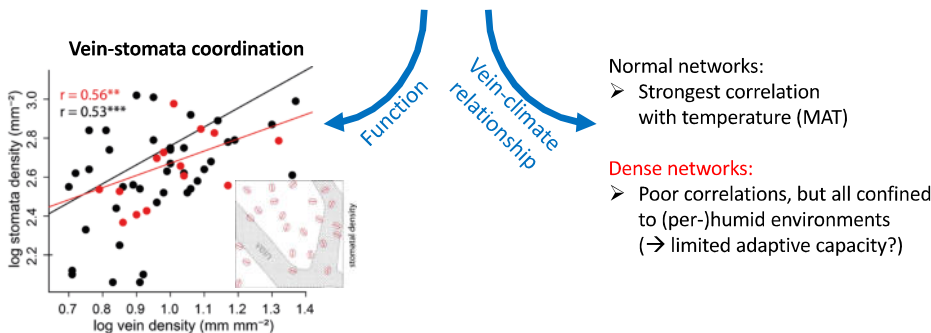 Vein-stomata coordination
r = 0.56**
r = 0.53***
log stomata density (mm⁻²)
3.0
2.8
2.6
2.4
2.2
0.7 0.8 0.9 1.0 1.1 1.2 1.3 1.4
log vein density (mm mm⁻²)
vein
stomatal density
Function
Vein-climate
relationship
Normal networks:
➢ Strongest correlation
with temperature (MAT)
Dense networks:
➢ Poor correlations, but all confined
to (per-)humid environments
(→ limited adaptive capacity?)